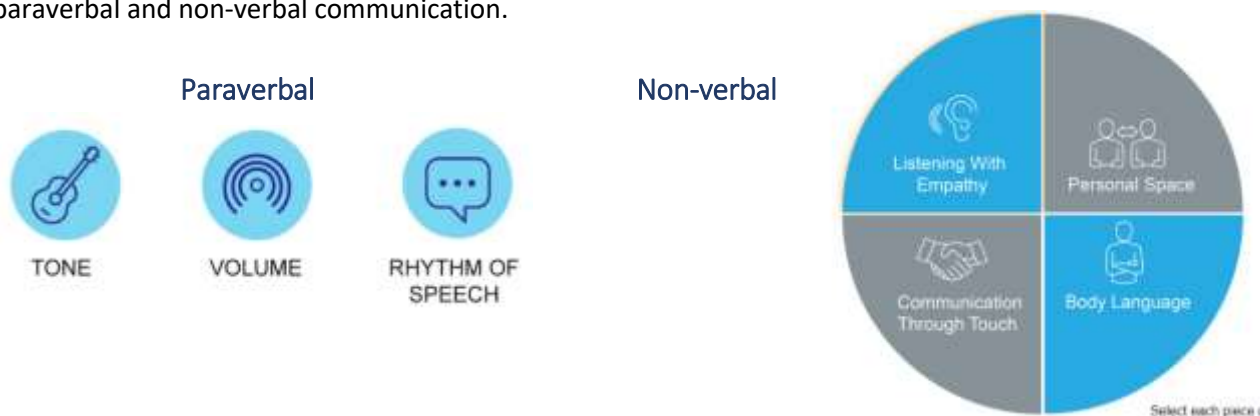 paraverbal and non-verbal communication.
Paraverbal
TONE
VOLUME
RHYTHM OF
SPEECH
Non-verbal
Listening With
Empathy
Personal Space
Communication
Through Touch
Body Language
Select each piece